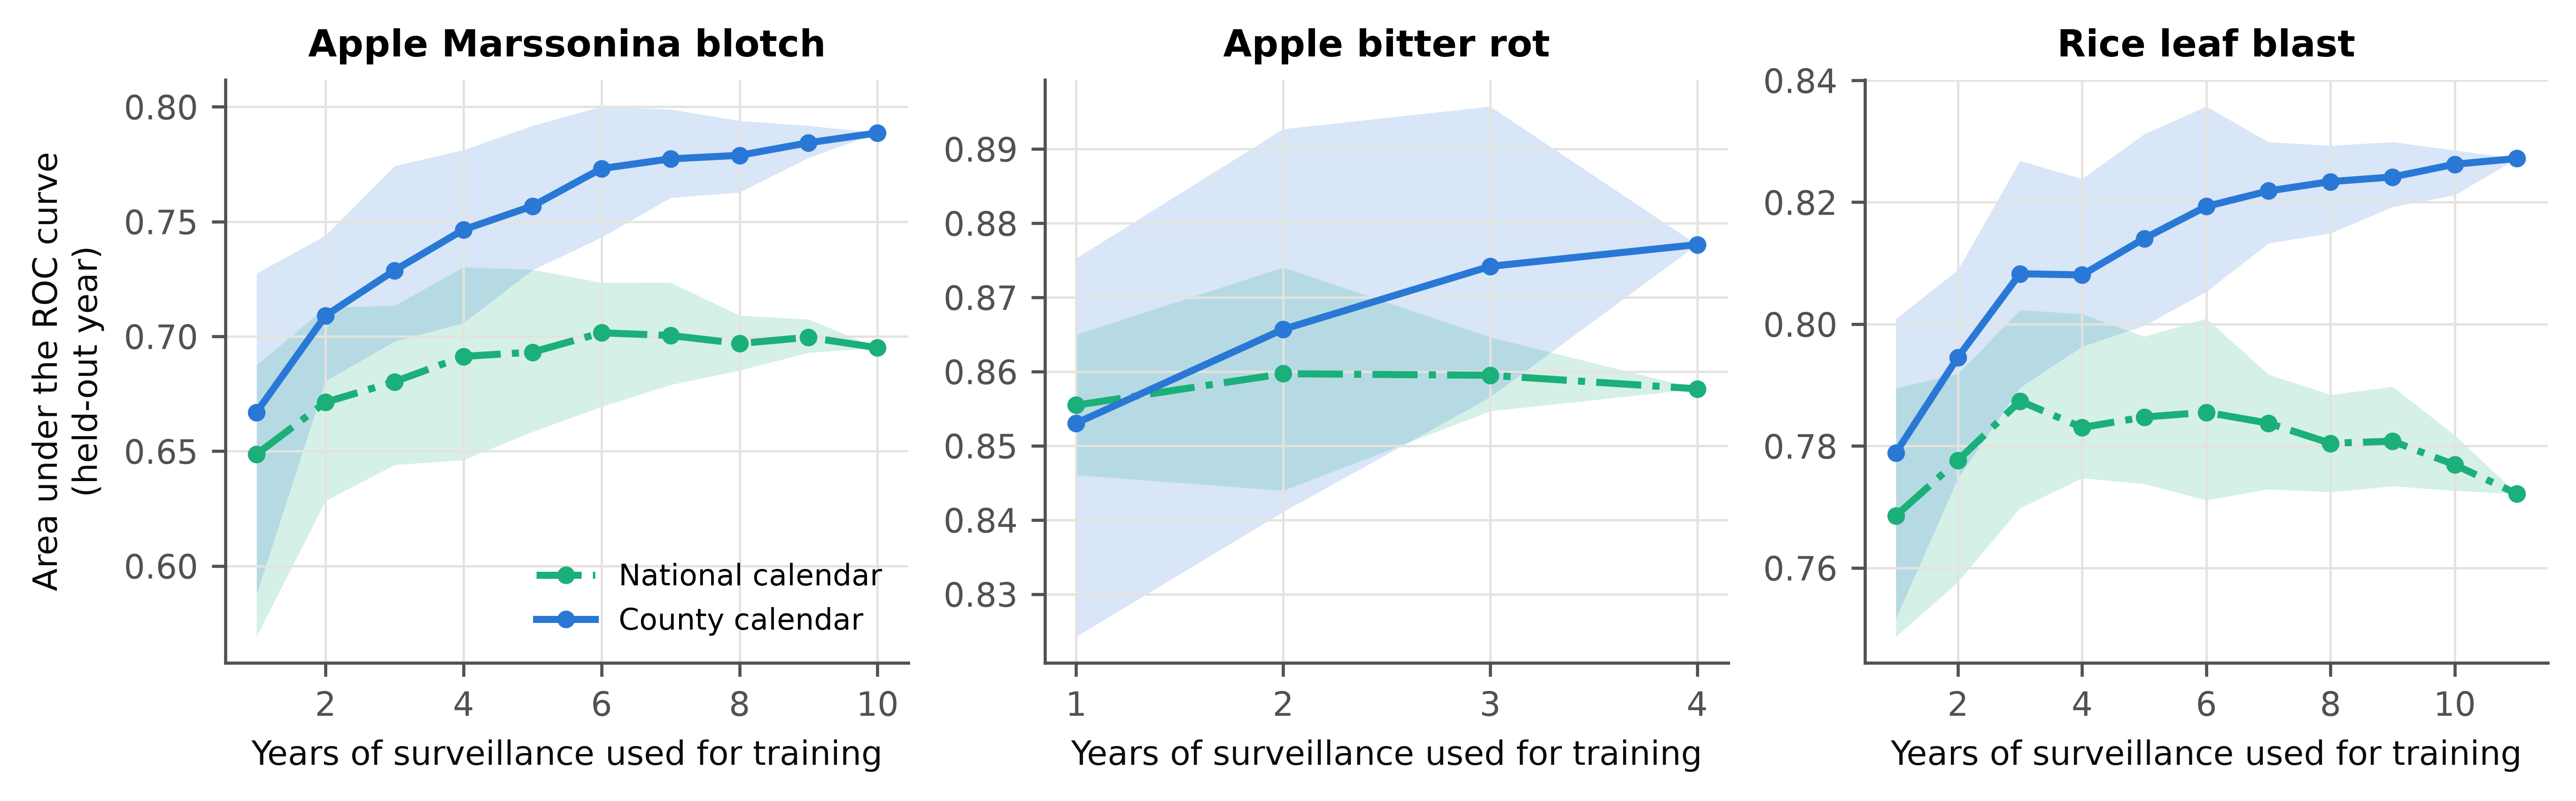 Apple Marssonina blotch
Area under the ROC curve
(held-out year)
0.80
0.75
0.70
0.65
0.60
National calendar
County calendar
2 4 6 8 10
Years of surveillance used for training
Apple bitter rot
0.89
0.88
0.87
0.86
0.85
0.84
0.83
1 2 3 4
Years of surveillance used for training
Rice leaf blast
0.84
0.82
0.80
0.78
0.76
2 4 6 8 10
Years of surveillance used for training